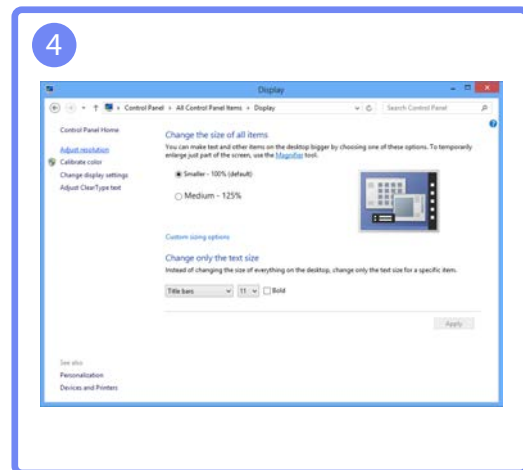 4
Display
Control Panel › All Control Panel Items › Display
Search Control Panel
Control Panel Home
Adjust resolution
Calibrate color
Change display settings
Adjust ClearType text
Change the size of all items
You can make text and other items on the desktop bigger by choosing one of these options. To temporarily
enlarge just part of the screen, use the Magnifier tool.
Smaller - 100% (default)
Medium - 125%
Custom sizing options
Change only the text size
Instead of changing the size of everything on the desktop, change only the text size for a specific item.
Title bars 11 Bold
Apply
See also
Personalization
Devices and Printers